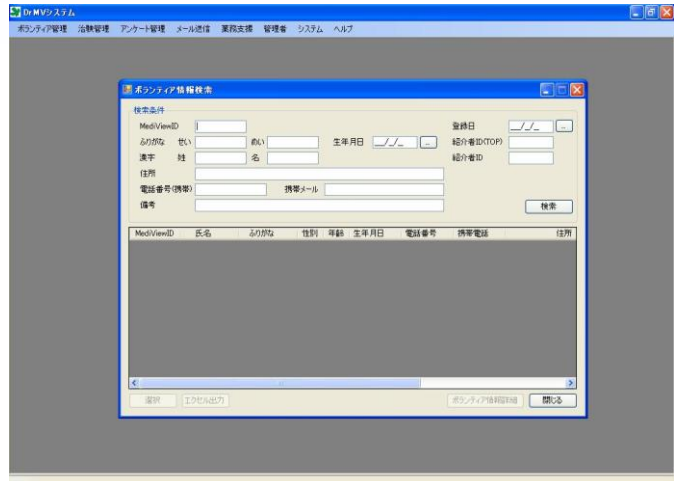 DrMVシステム
ボランティア管理 治験管理 アンケート管理 メール送信 業務支援 管理者 システム ヘルプ
ボランティア情報検索
検索条件
MediViewID 登録日 __/_/_ ...
ふりがな せい めい 生年月日 __/_/_ ... 紹介者ID(TOP)
漢字 姓 名 紹介者ID
住所
電話番号(携帯) 携帯メール
備考 検索
MediViewID 氏名 ふりがな 性別 年齢 生年月日 電話番号 携帯電話 住所
選択 エクセル出力 ボランティア情報詳細 閉じる